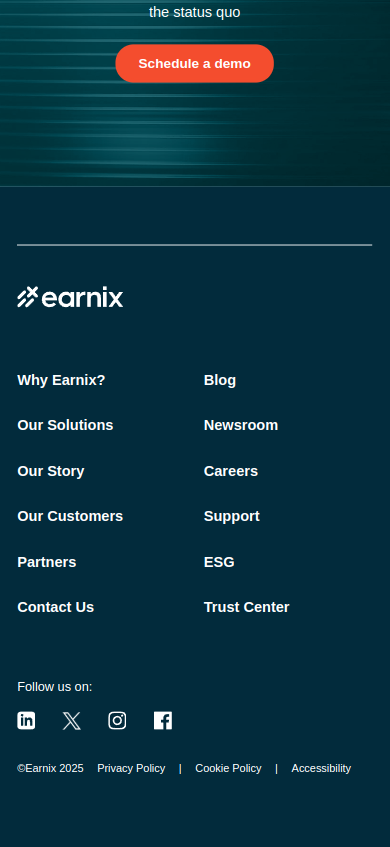 the status quo
Schedule a demo
earnix
Why Earnix?
Blog
Our Solutions
Newsroom
Our Story
Careers
Our Customers
Support
Partners
ESG
Contact Us
Trust Center
Follow us on:
©Earnix 2025 Privacy Policy | Cookie Policy | Accessibility